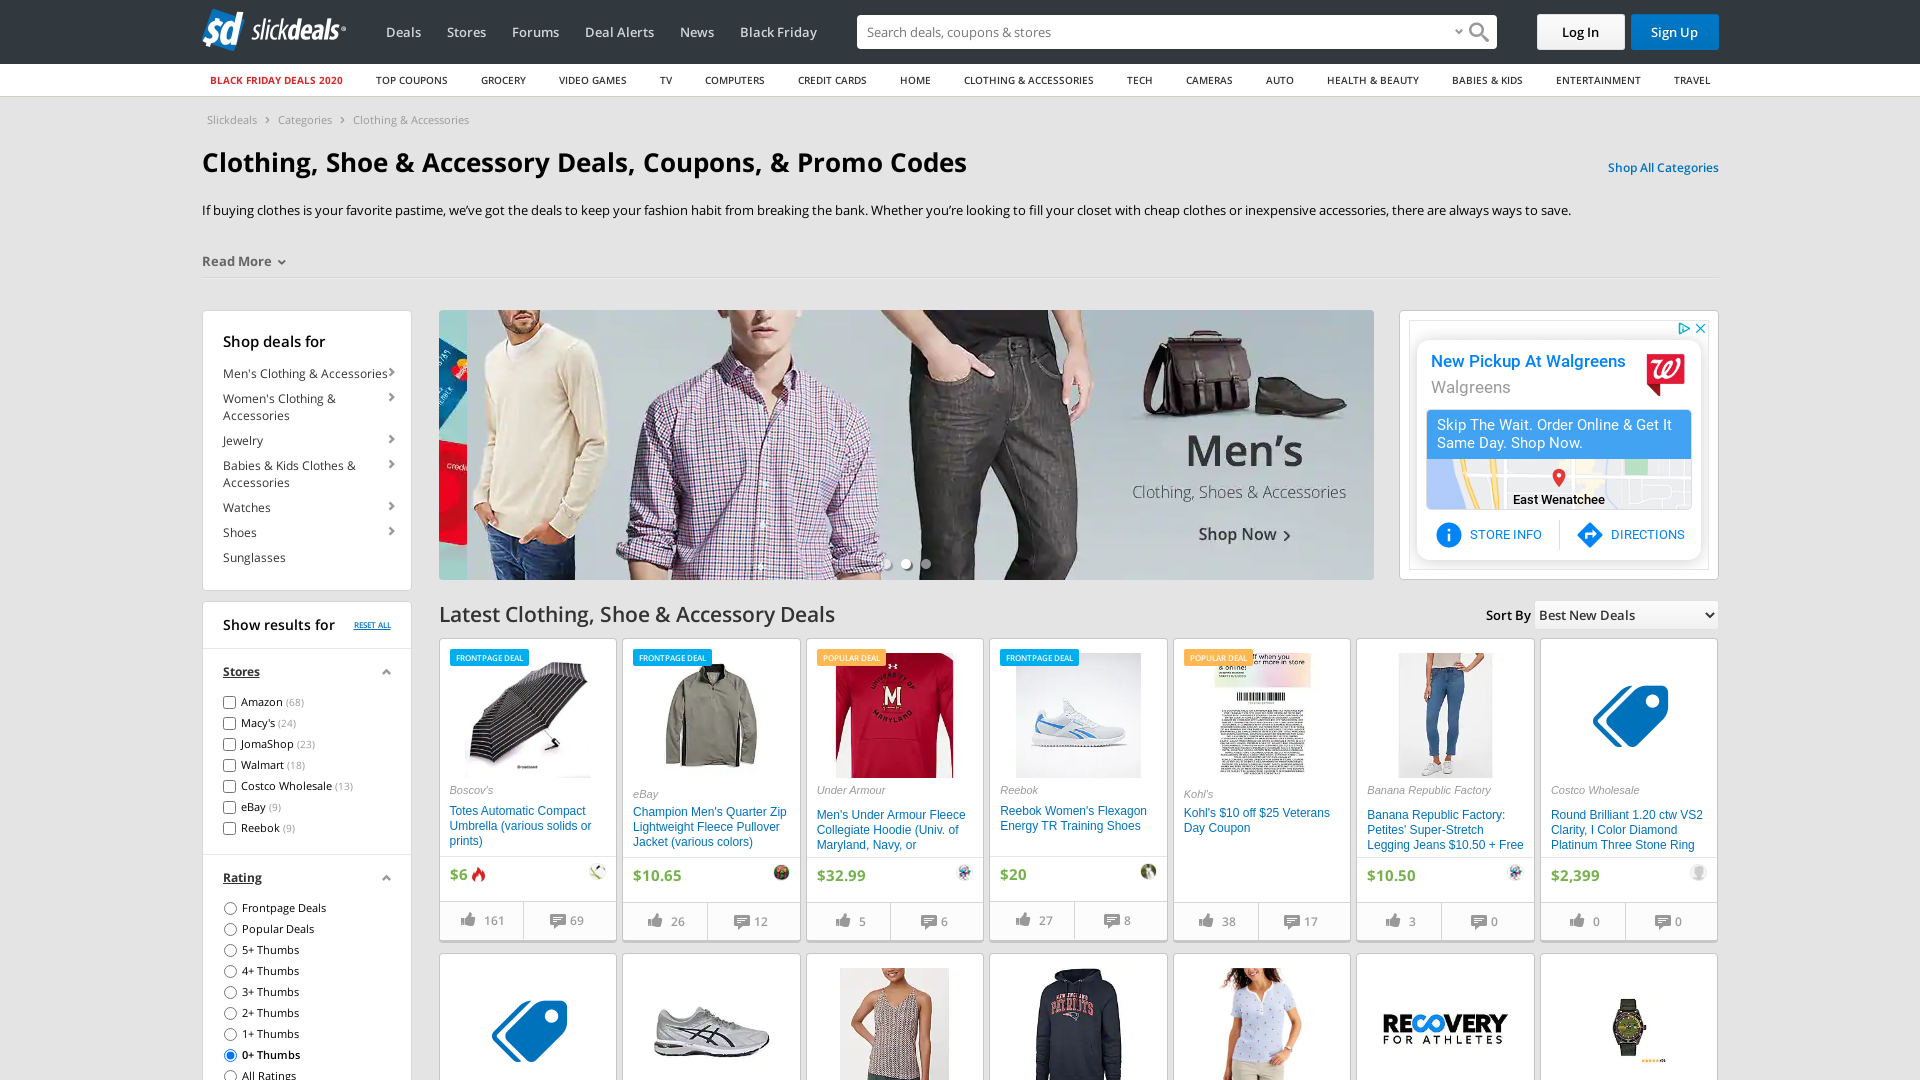 slickdeals
Deals
Stores
Forums
Deal Alerts
News
Black Friday
Search deals, coupons & stores
Log In
Sign Up
BLACK FRIDAY DEALS 2020
TOP COUPONS
GROCERY
VIDEO GAMES
TV
COMPUTERS
CREDIT CARDS
HOME
CLOTHING & ACCESSORIES
TECH
CAMERAS
AUTO
HEALTH & BEAUTY
BABIES & KIDS
ENTERTAINMENT
TRAVEL
Slickdeals
Categories
Clothing & Accessories
Clothing, Shoe & Accessory Deals, Coupons, & Promo Codes
Shop All Categories
If buying clothes is your favorite pastime, we’ve got the deals to keep your fashion habit from breaking the bank. Whether you’re looking to fill your closet with cheap clothes or inexpensive accessories, there are always ways to save.
Read More
Shop deals for
Men's Clothing & Accessories
Women's Clothing &
Accessories
Jewelry
Babies & Kids Clothes &
Accessories
Watches
Shoes
Sunglasses
Men’s
Clothing, Shoes & Accessories
Shop Now
New Pickup At Walgreens
Walgreens
Skip The Wait. Order Online & Get It
Same Day. Shop Now.
East Wenatchee
STORE INFO
DIRECTIONS
Show results for
RESET ALL
Stores
Amazon (68)
Macy's (24)
JomaShop (23)
Walmart (18)
Costco Wholesale (13)
eBay (9)
Reebok (9)
Rating
Frontpage Deals
Popular Deals
5+ Thumbs
4+ Thumbs
3+ Thumbs
2+ Thumbs
1+ Thumbs
0+ Thumbs
All Ratings
Latest Clothing, Shoe & Accessory Deals
Sort By
Best New Deals
FRONTPAGE DEAL
Boscov's
Totes Automatic Compact
Umbrella (various solids or
prints)
$6
161
69
FRONTPAGE DEAL
eBay
Champion Men's Quarter Zip
Lightweight Fleece Pullover
Jacket (various colors)
$10.65
26
12
POPULAR DEAL
UNIVERSITY OF
M
MARYLAND
Under Armour
Men's Under Armour Fleece
Collegiate Hoodie (Univ. of
Maryland, Navy, or
$32.99
5
6
FRONTPAGE DEAL
Reebok
Reebok Women's Flexagon
Energy TR Training Shoes
$20
27
8
POPULAR DEAL
off when you
or more in store
Kohl's
Kohl's $10 off $25 Veterans
Day Coupon
38
17
Banana Republic Factory
Banana Republic Factory:
Petites' Super-Stretch
Legging Jeans $10.50 + Free
$10.50
3
0
Costco Wholesale
Round Brilliant 1.20 ctw VS2
Clarity, I Color Diamond
Platinum Three Stone Ring
$2,399
0
0
NEW ENGLAND
PATRIOTS
RECOVERY
FOR ATHLETES